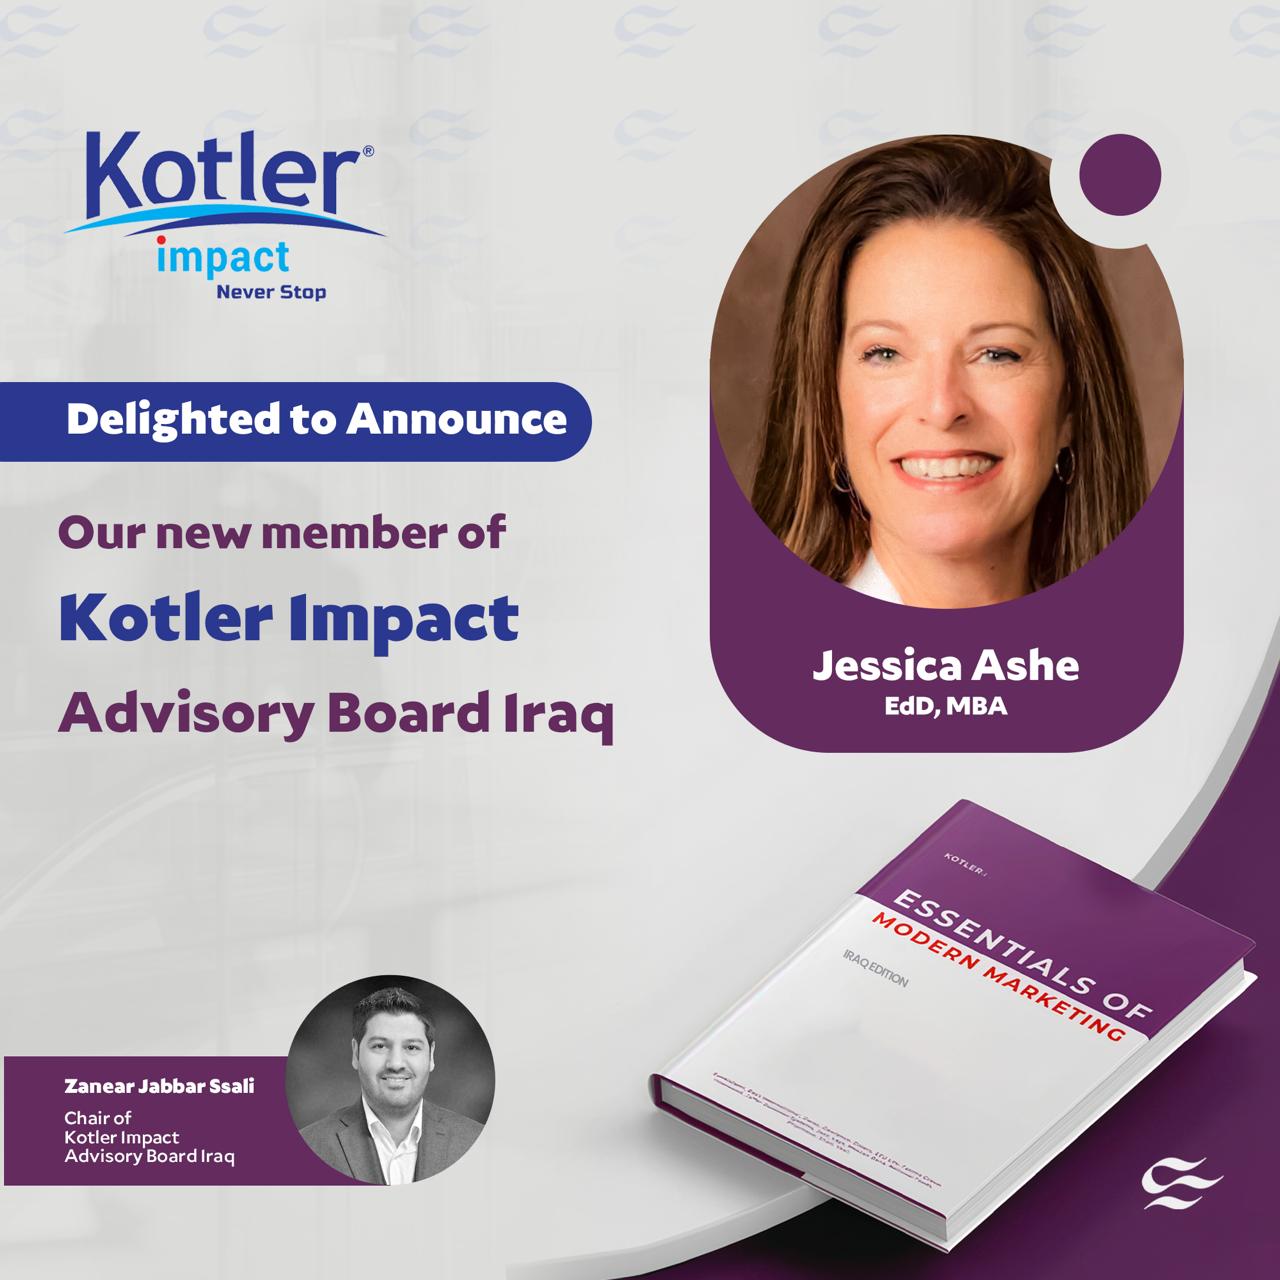 Kotler®
impact
Never Stop
Delighted to Announce
Our new member of
Kotler Impact
Advisory Board Iraq
Jessica Ashe
EdD, MBA
KOTLER
ESSENTIALS OF
MODERN MARKETING
IRAQ EDITION
Zanear Jabbar Ssali
Chair of
Kotler Impact
Advisory Board Iraq